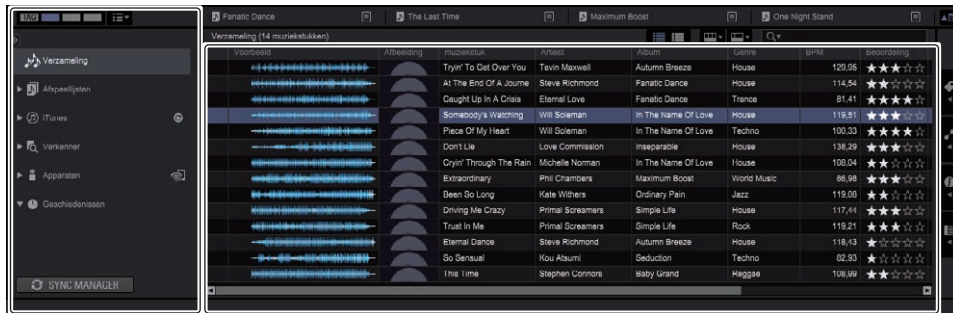 TAG
Fanatic Dance The Last Time Maximum Boost One Night Stand
Verzameling (14 muziekstukken)
Verzameling
Afspeellijsten
iTunes
Verkenner
Apparaten
Geschiedenissen
SYNC MANAGER
Voorbeeld Afbeelding muziekstuk Artiest Album Genre BPM Beoordeling
Tryin' To Get Over You Tevin Maxwell Autumn Breeze House 129,95 ★★★☆☆
At The End Of A Journe Steve Richmond Fanatic Dance House 114,54 ★★☆☆☆
Caught Up In A Crisia Eternal Love Fanatic Dance Trance 81,41 ★★★★☆
Somebody's Watching Will Soleman In The Name Of Love House 119,51 ★★★☆☆
Piece Of My Heart Will Soleman In The Name Of Love Techno 100,33 ★★★★☆
Don't Lie Love Commission Inseparable House 138,29 ★★★☆☆
Cryin' Through The Rain Michelle Norman In The Name Of Love House 108,04 ★★☆☆☆
Extraordinary Phil Chambers Maximum Boost World Music 86,98 ★★★☆☆
Been So Long Kate Withers Ordinary Pain Jazz 119,08 ★★☆☆☆
Driving Me Crazy Primal Screamers Simple Life House 117,44 ★★★☆☆
Trust In Me Primal Screamers Simple Life Rock 119,21 ★★★☆☆
Eternal Dance Steve Richmond Autumn Breeze House 118,43 ★☆☆☆☆
So Sensual Kou Atsumi Seduction Techno 82,93 ★☆☆☆☆
This Time Stephen Connors Baby Grand Reggae 108,99 ★★☆☆☆